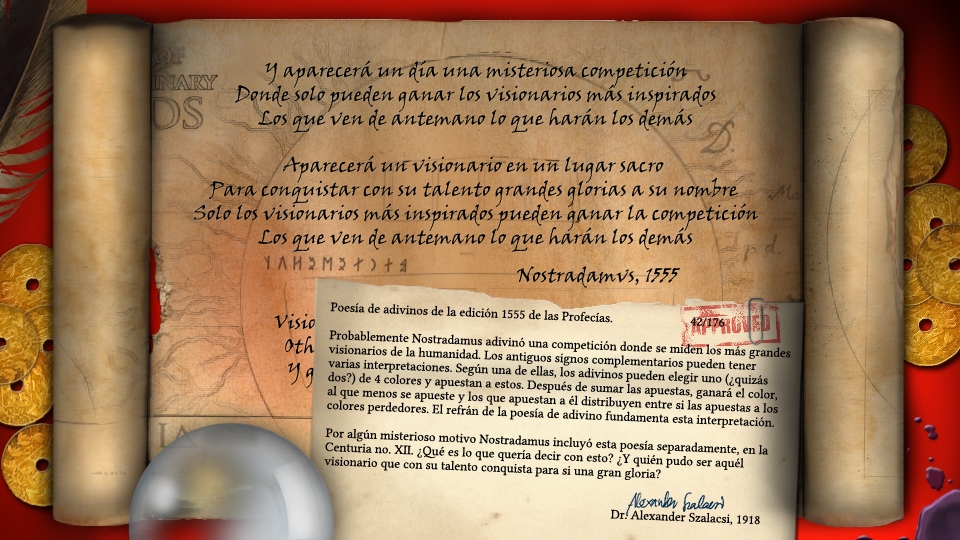 NARY
Y aparecerá un día una misteriosa competición
Donde solo pueden ganar los visionarios más inspirados
Los que ven de antemano lo que harán los demás
Aparecerá un visionario en un lugar sacro
Para conquistar con su talento grandes glorias a su nombre
Solo los visionarios más inspirados pueden ganar la competición
Los que ven de antemano lo que harán los demás
Nostradamvs, 1555
Visio
Oth
Y g
Poesía de adivinos de la edición 1555 de las Profecías.
APPROVED
42/176
Probablemente Nostradamus adivinó una competición donde se miden los más grandes
visionarios de la humanidad. Los antiguos signos complementarios pueden tener
varias interpretaciones. Según una de ellas, los adivinos pueden elegir uno (¿quizás
dos?) de 4 colores y apuestan a estos. Después de sumar las apuestas, ganará el color,
al que menos se apueste y los que apuestan a él distribuyen entre si las apuestas a los
colores perdedores. El refrán de la poesía de adivino fundamenta esta interpretación.
Por algún misterioso motivo Nostradamus incluyó esta poesía separadamente, en la
Centuria no. XII. ¿Qué es lo que quería decir con esto? ¿Y quién pudo ser aquél
visionario que con su talento conquista para si una gran gloria?
Alexander Szalacsi
Dr. Alexander Szalacsi, 1918